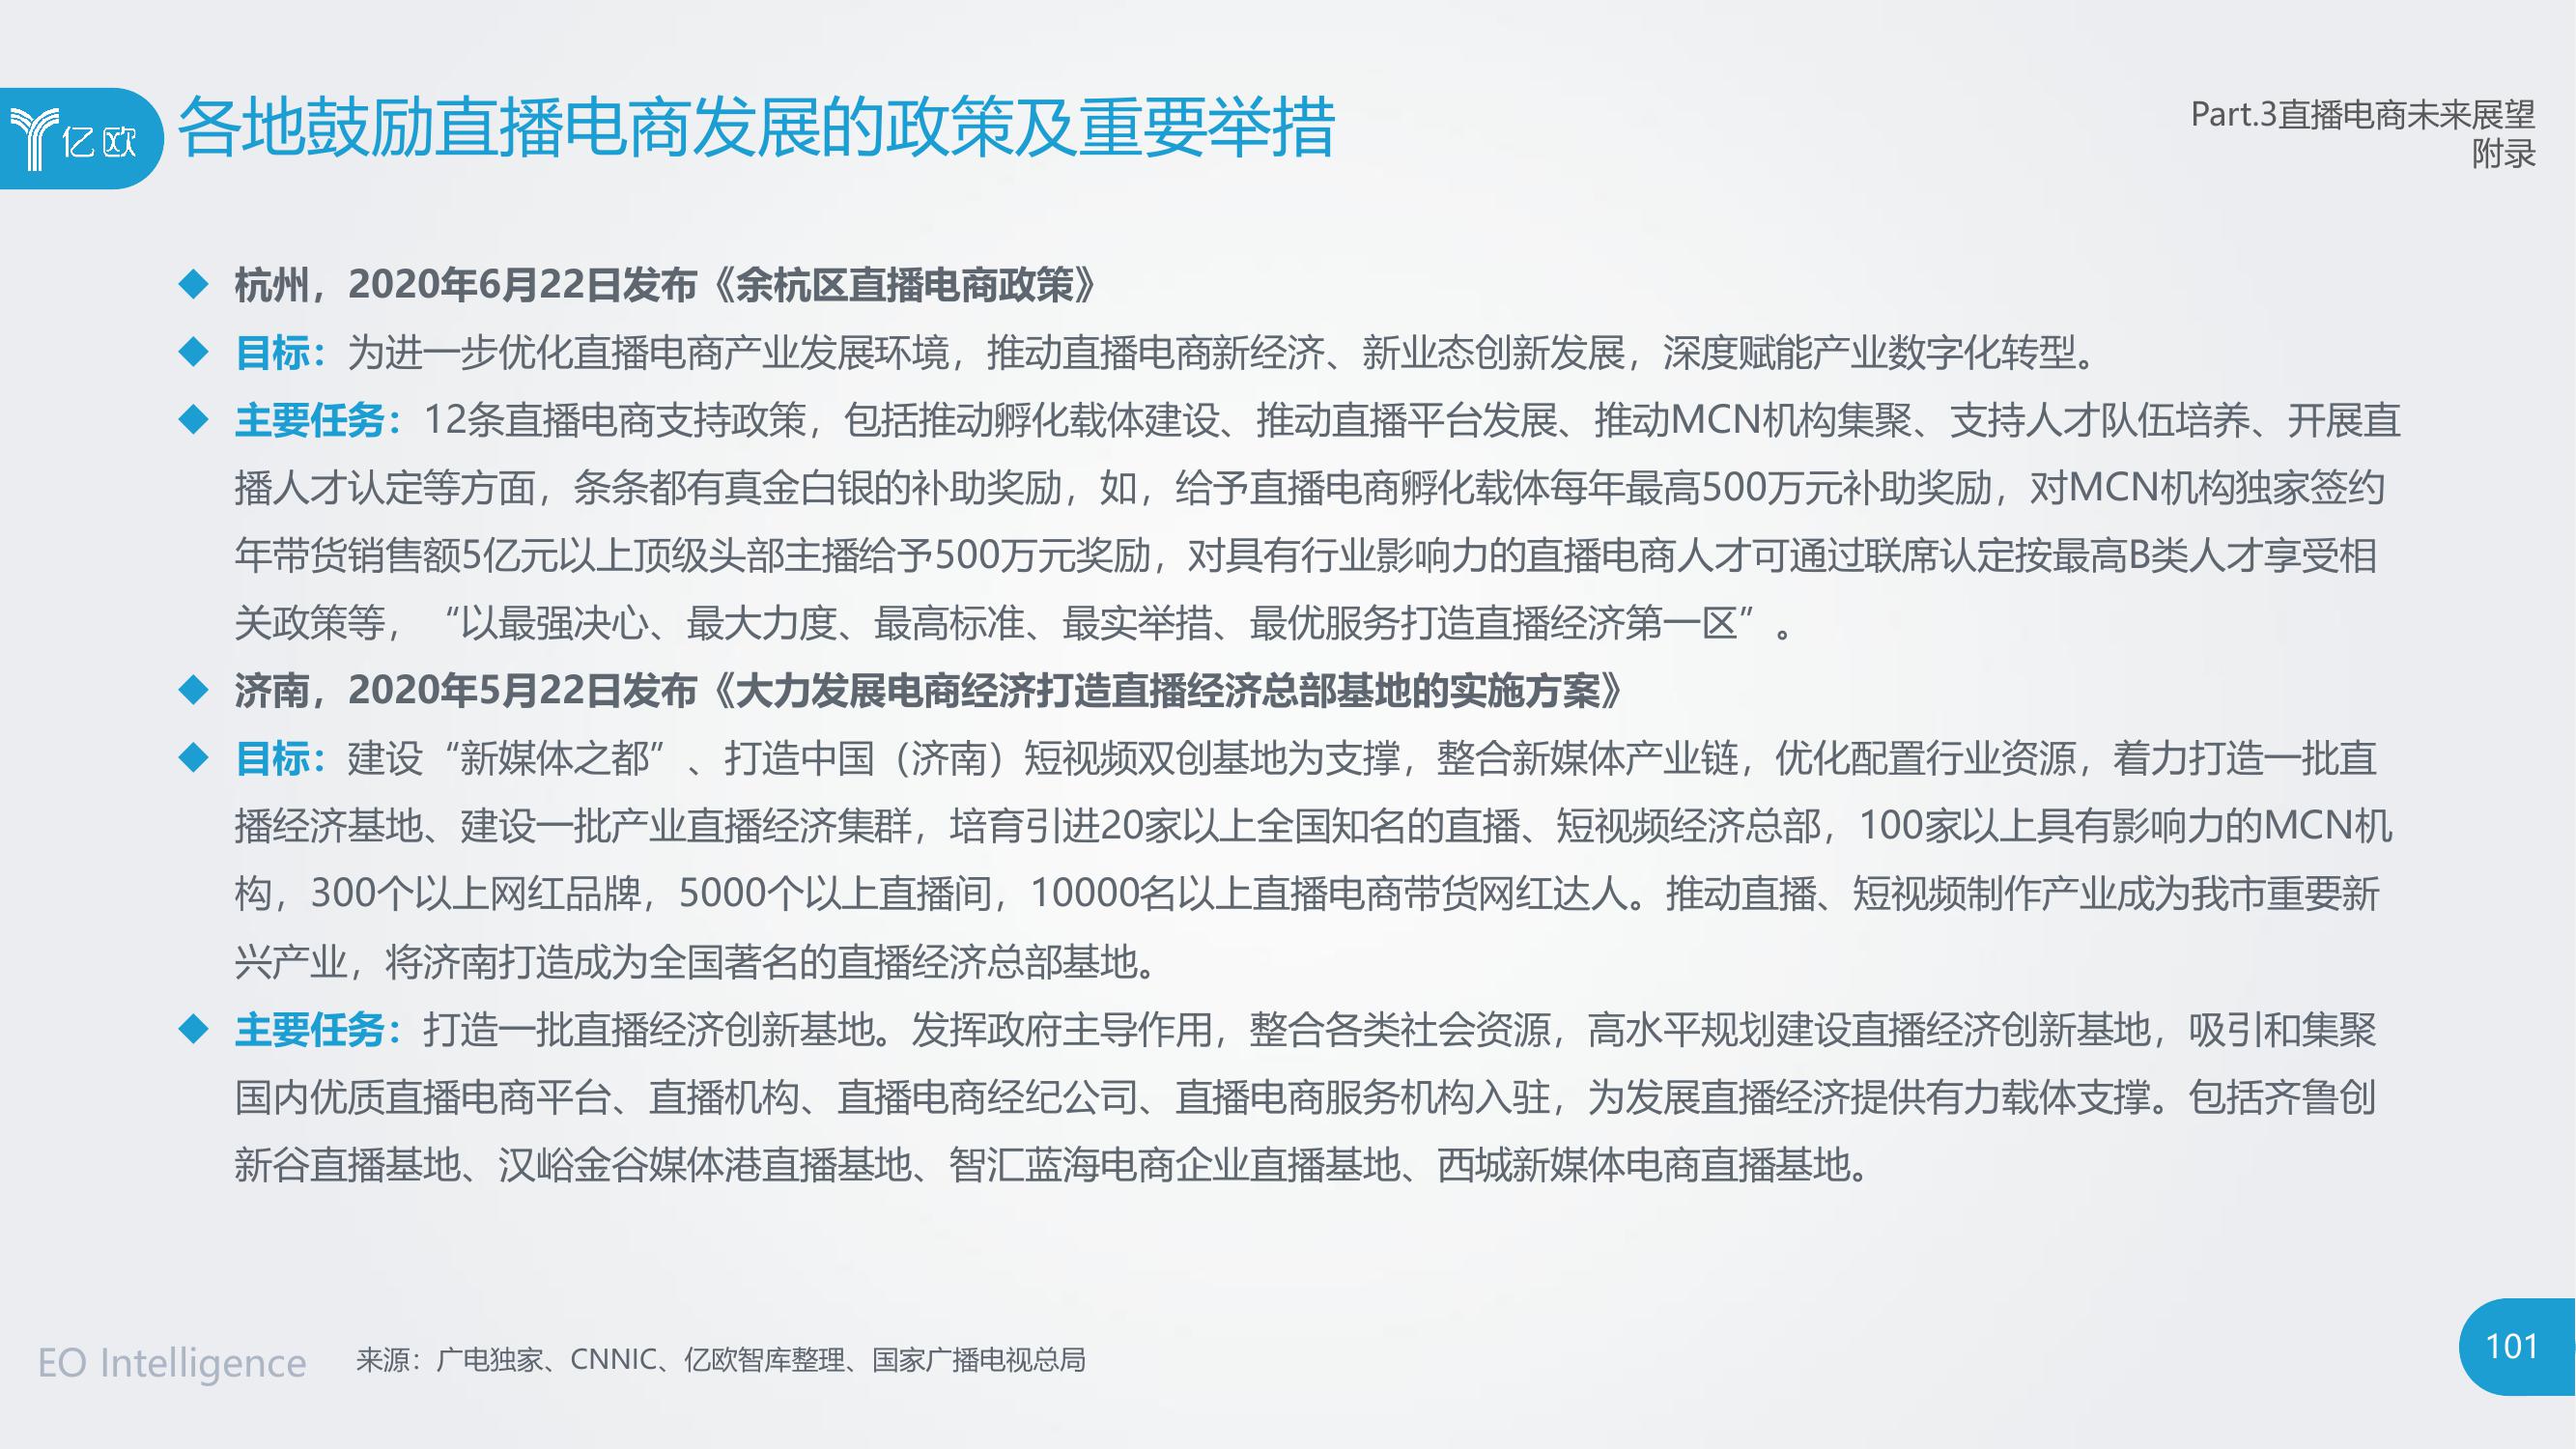 亿欧
各地鼓励直播电商发展的政策及重要举措
Part.3直播电商未来展望
附录
杭州，2020年6月22日发布《余杭区直播电商政策》
目标：为进一步优化直播电商产业发展环境，推动直播电商新经济、新业态创新发展，深度赋能产业数字化转型。
主要任务：12条直播电商支持政策，包括推动孵化载体建设、推动直播平台发展、推动MCN机构集聚、支持人才队伍培养、开展直
播人才认定等方面，条条都有真金白银的补助奖励，如，给予直播电商孵化载体每年最高500万元补助奖励，对MCN机构独家签约
年带货销售额5亿元以上顶级头部主播给予500万元奖励，对具有行业影响力的直播电商人才可通过联席认定按最高B类人才享受相
关政策等，“以最强决心、最大力度、最高标准、最实举措、最优服务打造直播经济第一区”。
济南，2020年5月22日发布《大力发展电商经济打造直播经济总部基地的实施方案》
目标：建设“新媒体之都”、打造中国（济南）短视频双创基地为支撑，整合新媒体产业链，优化配置行业资源，着力打造一批直
播经济基地、建设一批产业直播经济集群，培育引进20家以上全国知名的直播、短视频经济总部，100家以上具有影响力的MCN机
构，300个以上网红品牌，5000个以上直播间，10000名以上直播电商带货网红达人。推动直播、短视频制作产业成为我市重要新
兴产业，将济南打造成为全国著名的直播经济总部基地。
主要任务：打造一批直播经济创新基地。发挥政府主导作用，整合各类社会资源，高水平规划建设直播经济创新基地，吸引和集聚
国内优质直播电商平台、直播机构、直播电商经纪公司、直播电商服务机构入驻，为发展直播经济提供有力载体支撑。包括齐鲁创
新谷直播基地、汉峪金谷媒体港直播基地、智汇蓝海电商企业直播基地、西城新媒体电商直播基地。
EO Intelligence
来源：广电独家、CNNIC、亿欧智库整理、国家广播电视总局
101